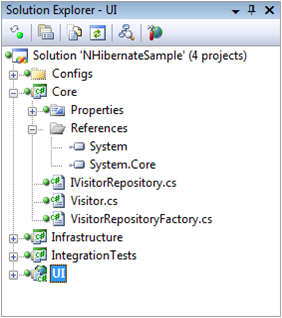 Solution Explorer - UI
Solution 'NHibernateSample' (4 projects)
Configs
Core
Properties
References
System
System.Core
IVisitorRepository.cs
Visitor.cs
VisitorRepositoryFactory.cs
Infrastructure
IntegrationTests
UI